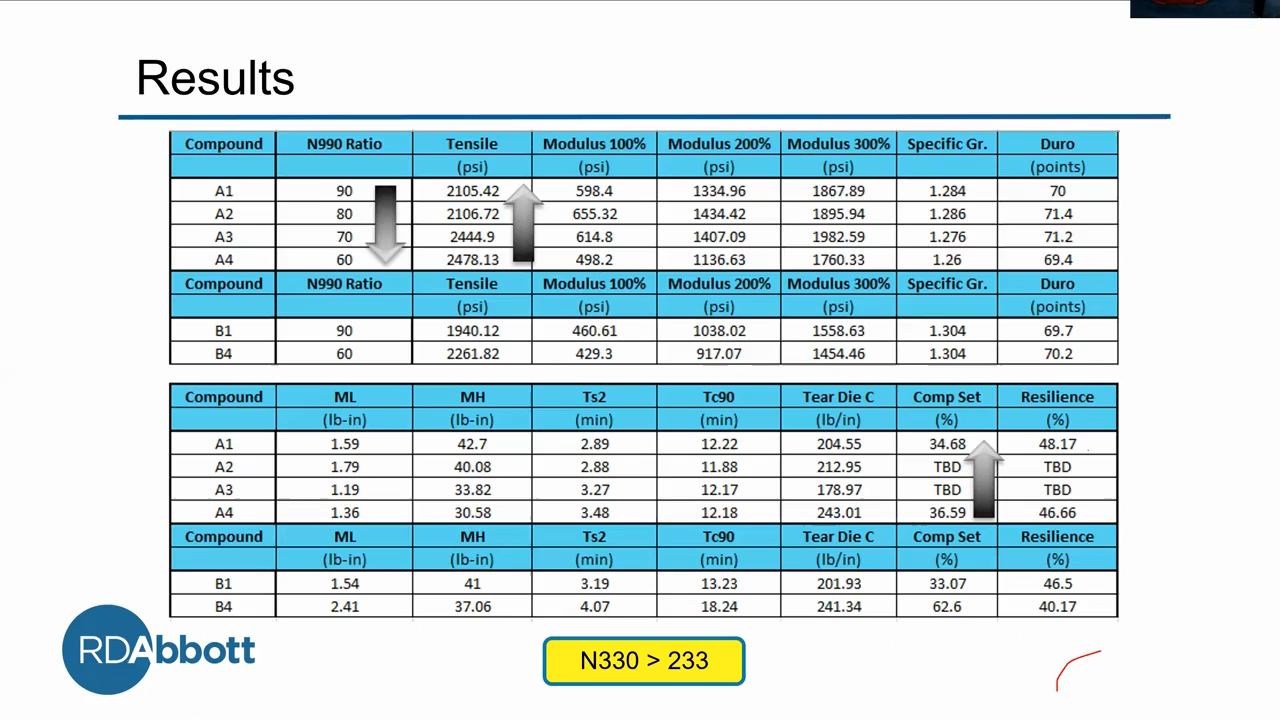 Results
Compound N990 Ratio Tensile Modulus 100% Modulus 200% Modulus 300% Specific Gr. Duro
(psi) (psi) (psi) (psi) (points)
A1 90 2105.42 598.4 1334.96 1867.89 1.284 70
A2 80 2106.72 655.32 1434.42 1895.94 1.286 71.4
A3 70 2444.9 614.8 1407.09 1982.59 1.276 71.2
A4 60 2478.13 498.2 1136.63 1760.33 1.26 69.4
Compound N990 Ratio Tensile Modulus 100% Modulus 200% Modulus 300% Specific Gr. Duro
(psi) (psi) (psi) (psi) (points)
B1 90 1940.12 460.61 1038.02 1558.63 1.304 69.7
B4 60 2261.82 429.3 917.07 1454.46 1.304 70.2
Compound ML MH Ts2 Tc90 Tear Die C Comp Set Resilience
(lb-in) (lb-in) (min) (min) (lb/in) (%) (%)
A1 1.59 42.7 2.89 12.22 204.55 34.68 48.17
A2 1.79 40.08 2.88 11.88 212.95 TBD TBD
A3 1.19 33.82 3.27 12.17 178.97 TBD TBD
A4 1.36 30.58 3.48 12.18 243.01 36.59 46.66
Compound ML MH Ts2 Tc90 Tear Die C Comp Set Resilience
(lb-in) (lb-in) (min) (min) (lb/in) (%) (%)
B1 1.54 41 3.19 13.23 201.93 33.07 46.5
B4 2.41 37.06 4.07 18.24 241.34 62.6 40.17
RDAbbott
N330 > 233